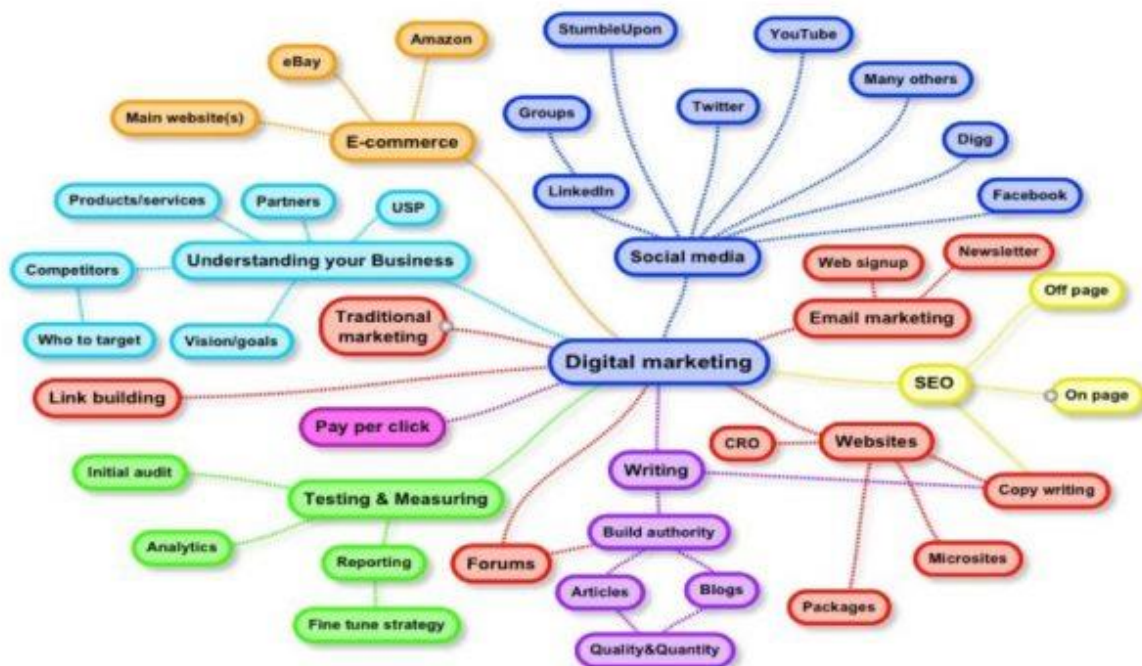 StumbleUpon
YouTube
Amazon
eBay
Many others
Main website(s)
Groups
Twitter
E-commerce
Digg
LinkedIn
Facebook
Products/services
Partners
USP
Social media
Newsletter
Understanding your Business
Web signup
Competitors
Off page
Traditional
marketing
Email marketing
Who to target
Vision/goals
Digital marketing
SEO
On page
Link building
Pay per click
CRO
Websites
Initial audit
Writing
Testing & Measuring
Copy writing
Build authority
Analytics
Reporting
Forums
Microsites
Articles
Blogs
Packages
Fine tune strategy
Quality&Quantity